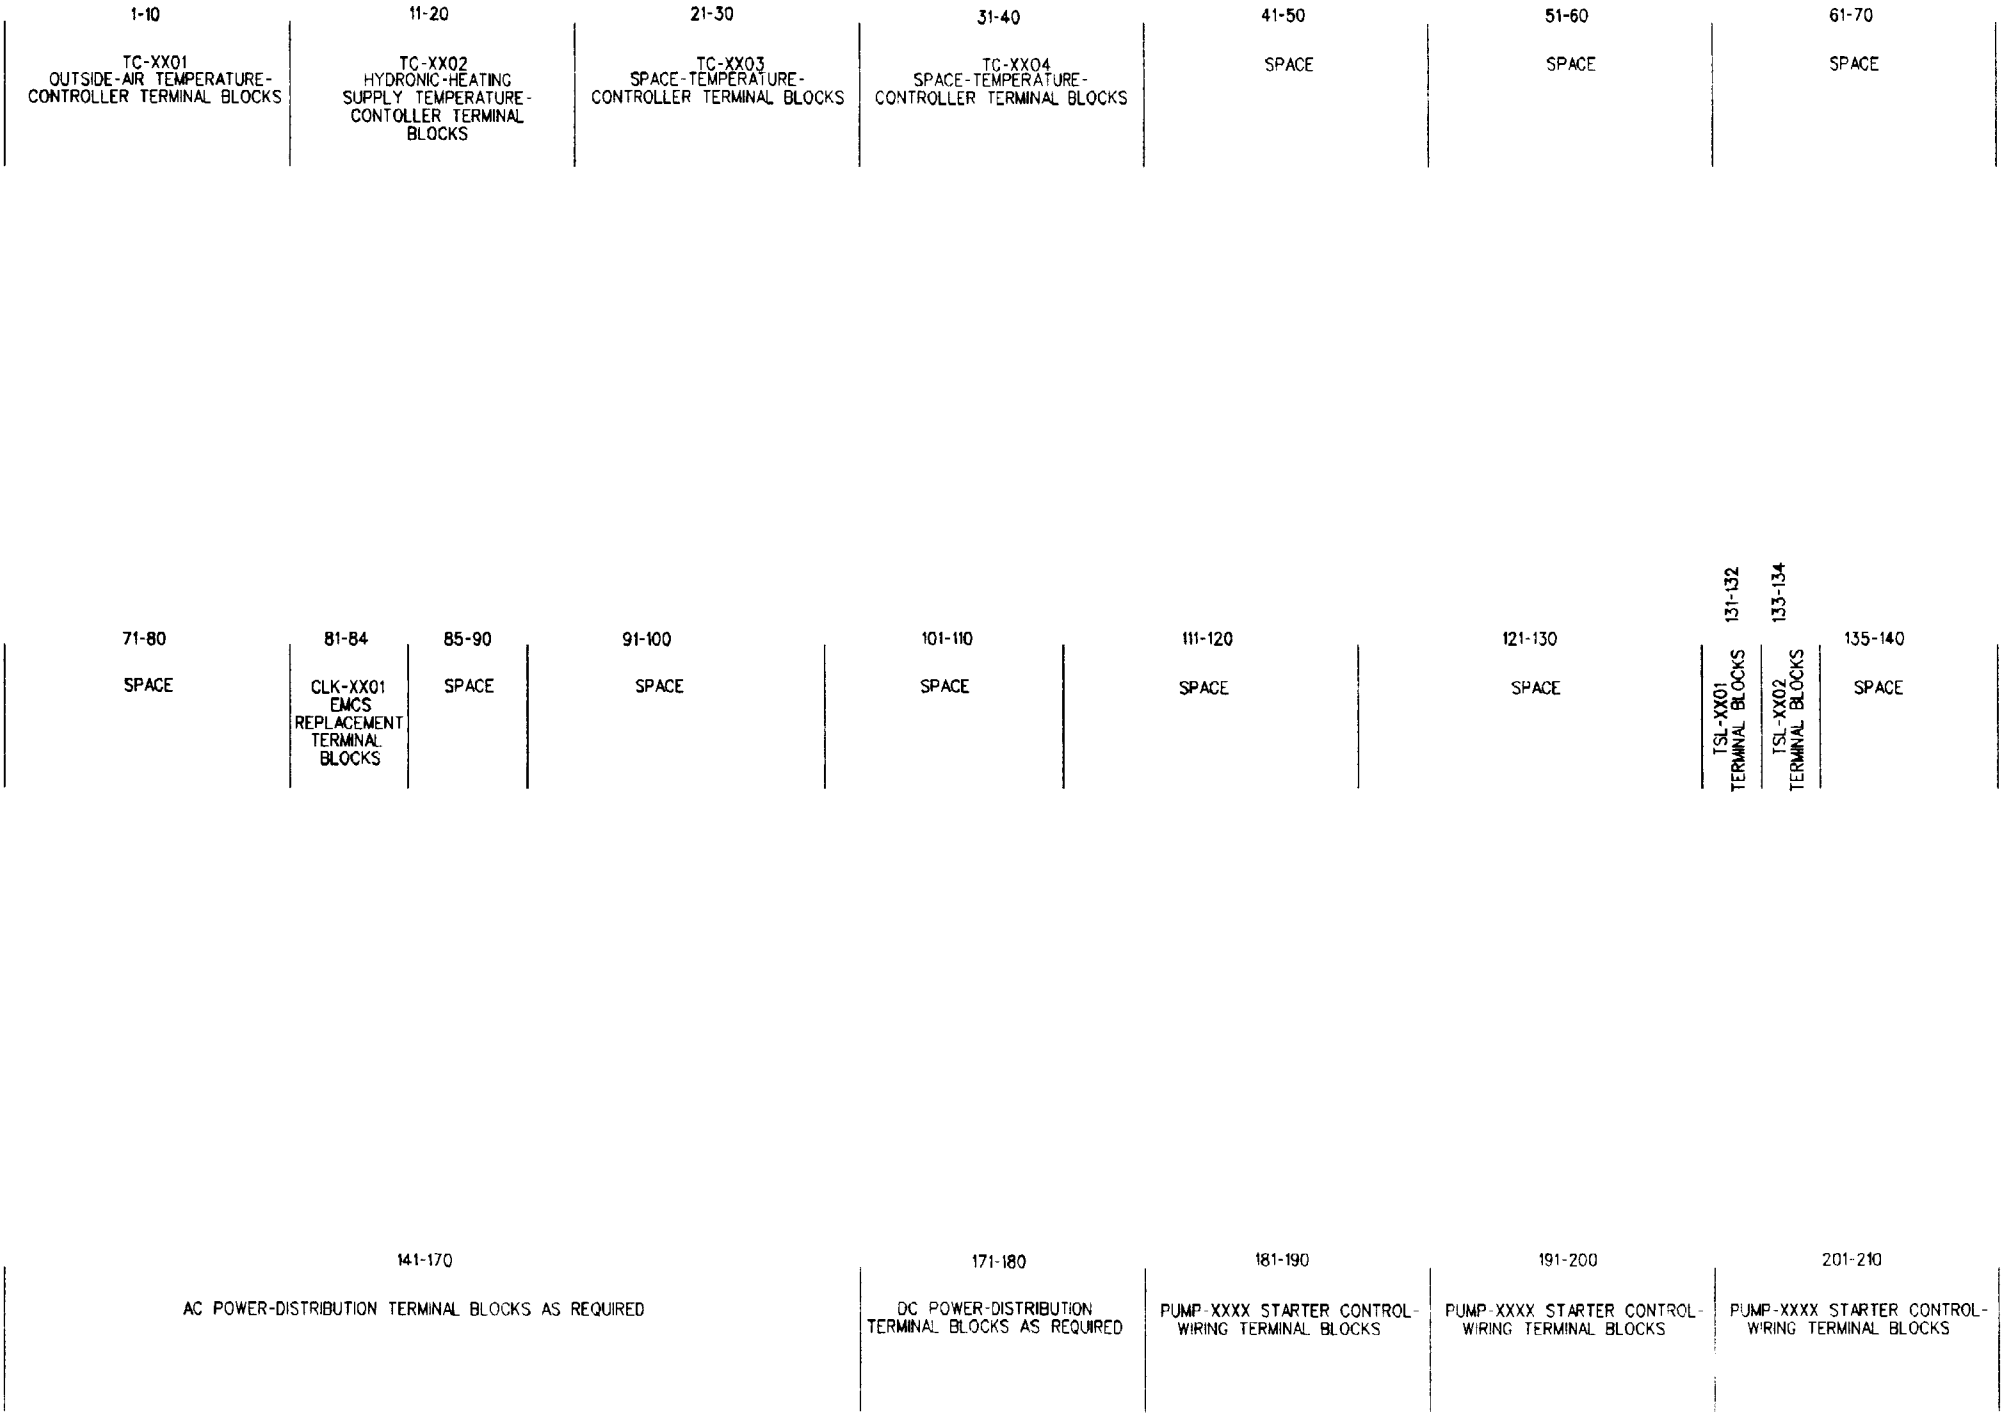 1-10
TC-XX01
OUTSIDE-AIR TEMPERATURE-
CONTROLLER TERMINAL BLOCKS
11-20
TC-XX02
HYDRONIC-HEATING
SUPPLY TEMPERATURE-
CONTOLLER TERMINAL
BLOCKS
21-30
TC-XX03
SPACE-TEMPERATURE-
CONTROLLER TERMINAL BLOCKS
31-40
TC-XX04
SPACE-TEMPERATURE-
CONTROLLER TERMINAL BLOCKS
41-50
SPACE
51-60
SPACE
61-70
SPACE
71-80
SPACE
81-84
CLK-XX01
EMCS
REPLACEMENT
TERMINAL
BLOCKS
85-90
SPACE
91-100
SPACE
101-110
SPACE
111-120
SPACE
121-130
SPACE
131-132
TSL-XX01
TERMINAL BLOCKS
133-134
TSL-XX02
TERMINAL BLOCKS
135-140
SPACE
141-170
AC POWER-DISTRIBUTION TERMINAL BLOCKS AS REQUIRED
171-180
DC POWER-DISTRIBUTION
TERMINAL BLOCKS AS REQUIRED
181-190
PUMP-XXXX STARTER CONTROL-
WIRING TERMINAL BLOCKS
191-200
PUMP-XXXX STARTER CONTROL-
WIRING TERMINAL BLOCKS
201-210
PUMP-XXXX STARTER CONTROL-
WIRING TERMINAL BLOCKS